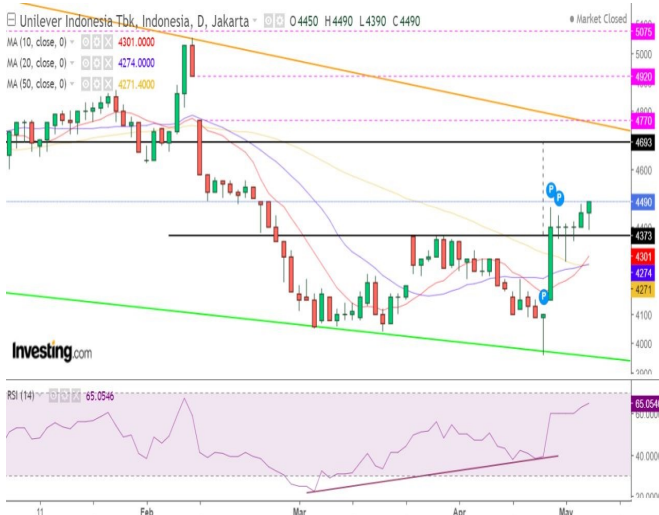 Unilever Indonesia Tbk, Indonesia, D, Jakarta O4450 H4490 L4390 C4490
Market Closed
MA (10, close, 0) 4301.0000
MA (20, close, 0) 4274.0000
MA (50, close, 0) 4271.4000
5075
4920
4770
4693
4600
4490
4373
4301
4274
4271
4100
4000
P
P
P
Investing.com
RSI (14) 65.0546
65.0546
40.0000
20.0000
11 Feb Mar Apr May